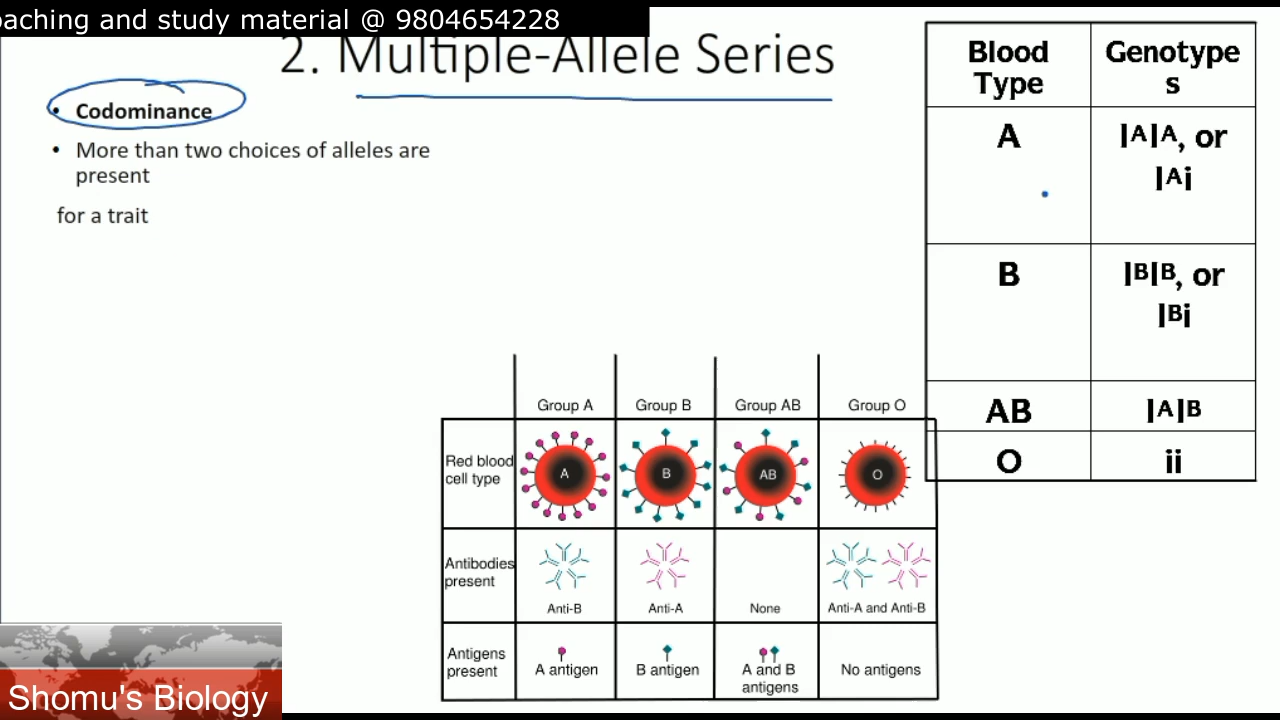 oaching and study material @ 9804654228
2. Multiple-Allele Series
• Codominance
• More than two choices of alleles are
present
for a trait
Blood
Type
Genotype
s
A
IAIA, or
IAi
B
IBIB, or
IBi
AB
IAIB
O
ii
Group A
Group B
Group AB
Group O
Red blood
cell type
A
B
AB
O
Antibodies
present
Anti-B
Anti-A
None
Anti-A and Anti-B
Antigens
present
A antigen
B antigen
A and B
antigens
No antigens
Shomu's Biology